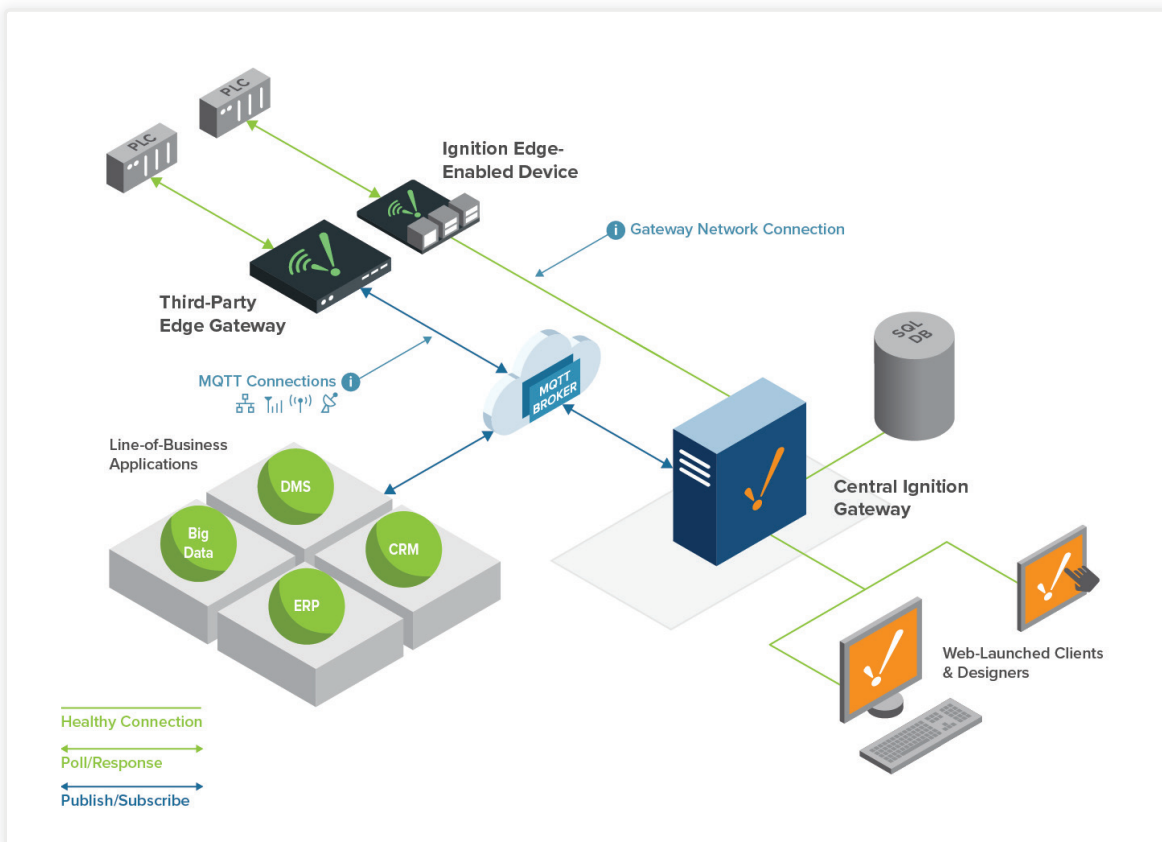 PLC
PLC
Ignition Edge-
Enabled Device
Gateway Network Connection
Third-Party
Edge Gateway
SQL
DB
MQTT Connections
MQTT
BROKER
Line-of-Business
Applications
DMS
Big
Data
CRM
ERP
Central Ignition
Gateway
Web-Launched Clients
& Designers
Healthy Connection
Poll/Response
Publish/Subscribe